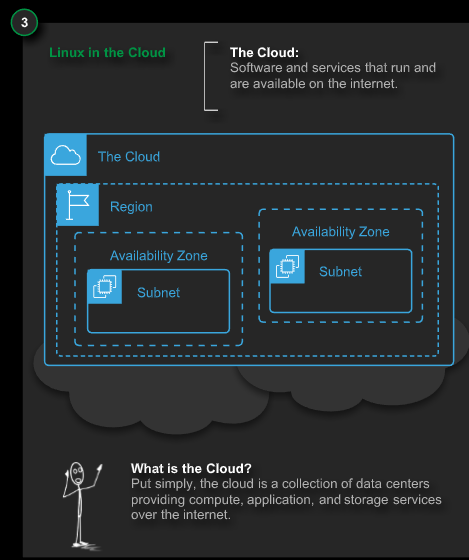 3
Linux in the Cloud
The Cloud:
Software and services that run and
are available on the internet.
The Cloud
Region
Availability Zone
Subnet
Availability Zone
Subnet
What is the Cloud?
Put simply, the cloud is a collection of data centers
providing compute, application, and storage services
over the internet.